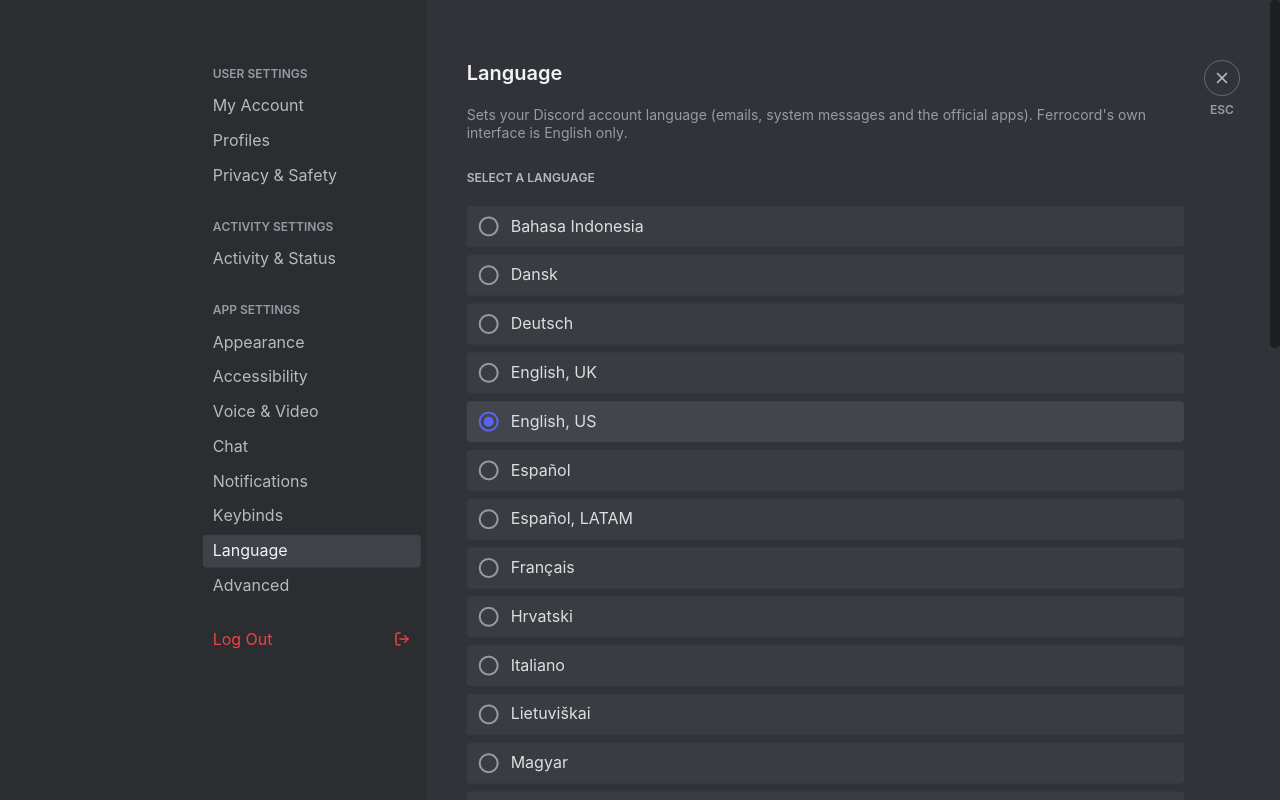 USER SETTINGS
My Account
Profiles
Privacy & Safety
ACTIVITY SETTINGS
Activity & Status
APP SETTINGS
Appearance
Accessibility
Voice & Video
Chat
Notifications
Keybinds
Language
Advanced
Log Out
Language
Sets your Discord account language (emails, system messages and the official apps). Ferrocord's own
interface is English only.
SELECT A LANGUAGE
Bahasa Indonesia
Dansk
Deutsch
English, UK
English, US
Español
Español, LATAM
Français
Hrvatski
Italiano
Lietuviškai
Magyar
ESC